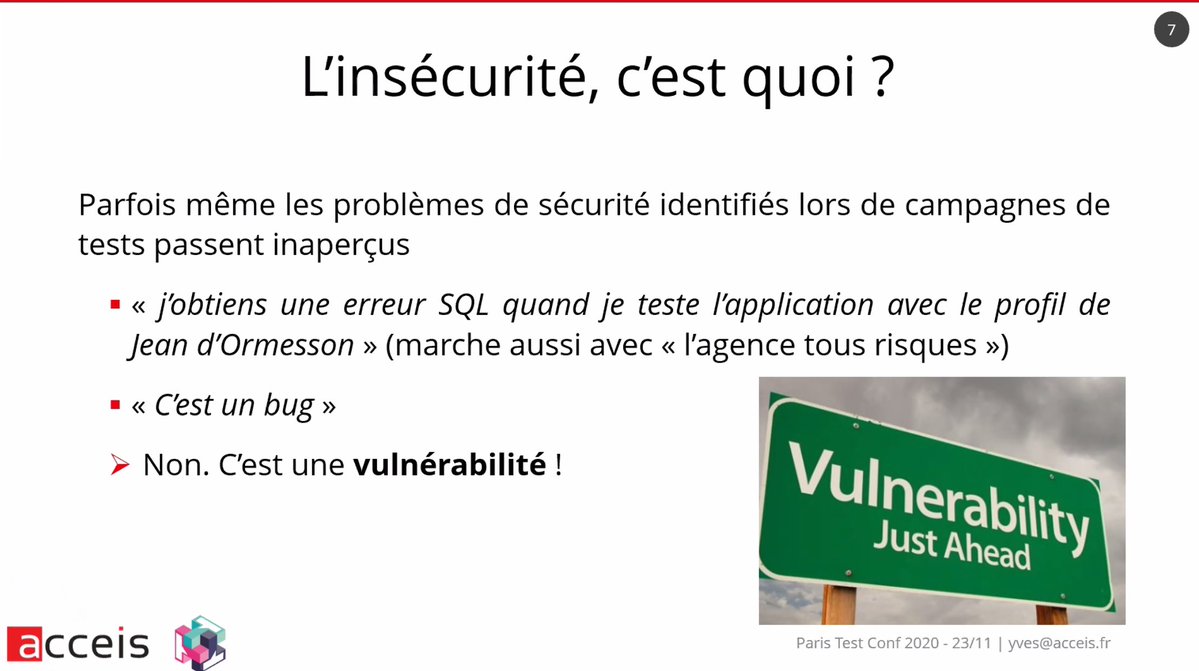 7
L’insécurité, c’est quoi ?
Parfois même les problèmes de sécurité identifiés lors de campagnes de
tests passent inaperçus
« j’obtiens une erreur SQL quand je teste l’application avec le profil de
Jean d’Ormesson » (marche aussi avec « l’agence tous risques »)
« C’est un bug »
Non. C’est une vulnérabilité !
Vulnerability
Just Ahead
acceis
Paris Test Conf 2020 - 23/11 | yves@acceis.fr